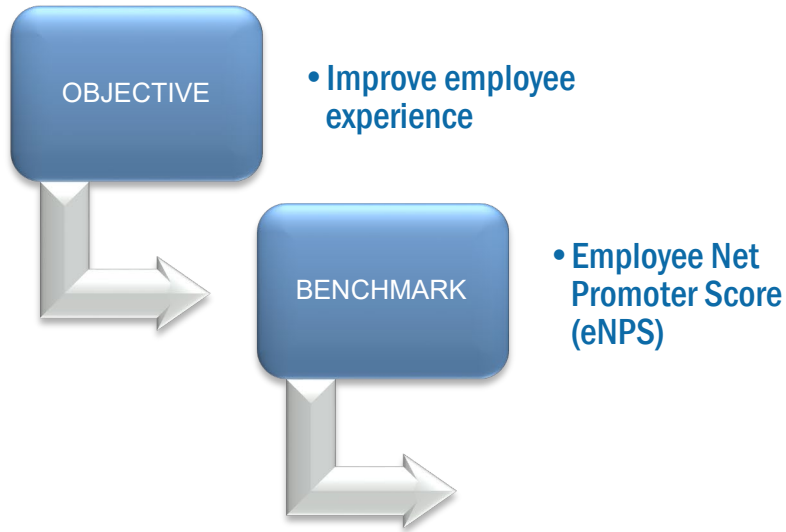 OBJECTIVE
• Improve employee
experience
BENCHMARK
• Employee Net
Promoter Score
(eNPS)